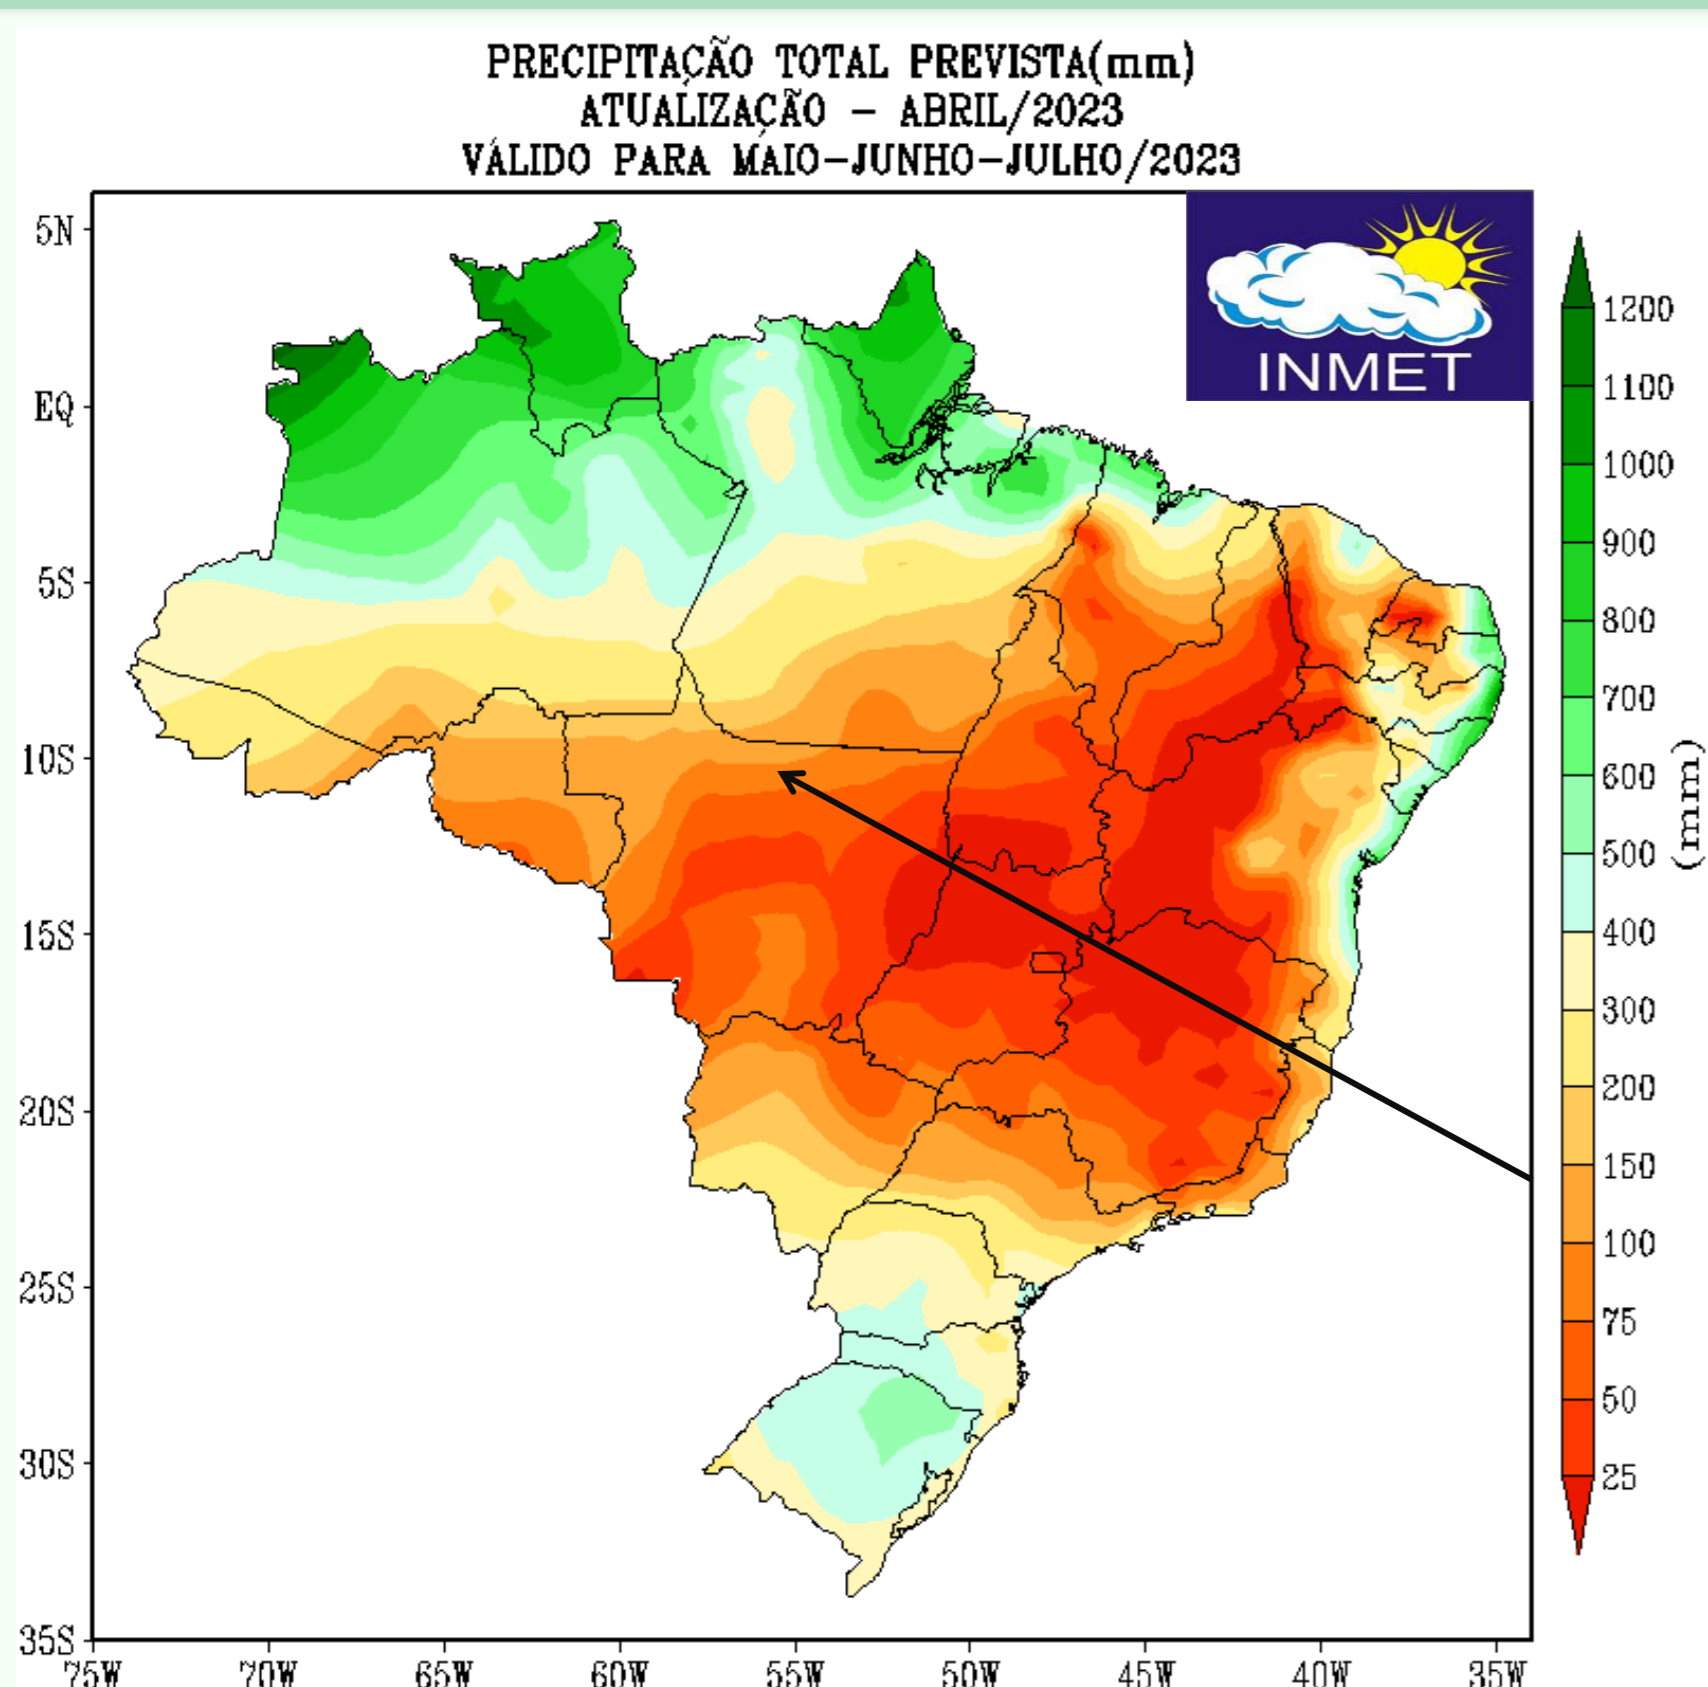 PRECIPITAÇÃO TOTAL PREVISTA(mm)
ATUALIZAÇÃO - ABRIL/2023
VÁLIDO PARA MAIO-JUNHO-JULHO/2023
INMET
5N
EQ
5S
10S
15S
20S
25S
30S
35S
75W 70W 65W 60W 55W 50W 45W 40W 35W
1200
1100
1000
900
800
700
600
500
400
300
200
150
100
75
50
25
(mm)